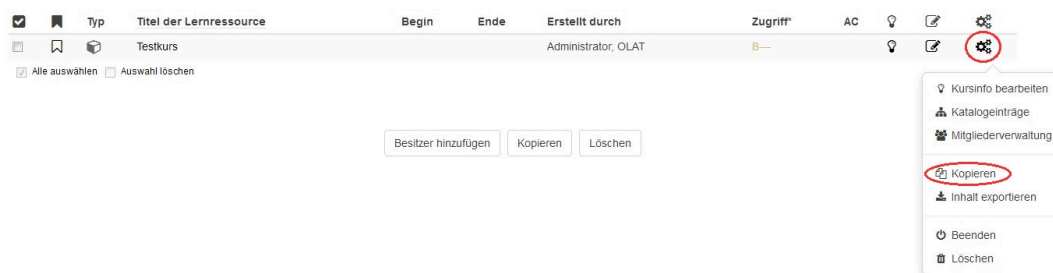 Typ Titel der Lernressource Begin Ende Erstellt durch Zugriff* AC
Testkurs Administrator, OLAT B---
Alle auswählen Auswahl löschen
Kursinfo bearbeiten
Katalogeinträge
Mitgliederverwaltung
Besitzer hinzufügen Kopieren Löschen
Kopieren
Inhalt exportieren
Beenden
Löschen